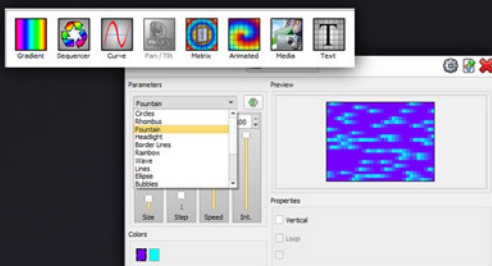 Gradient Sequencer Curve Pan / Tilt Matrix Animated Media Text
Parameters
Preview
Fountain
Circles
Rhombus
Fountain
Headlight
Border Lines
Rainbow
Wave
Lines
Ellipse
Bubbles
1
Size Step Speed Int.
Properties
Vertical
Loop
Colors